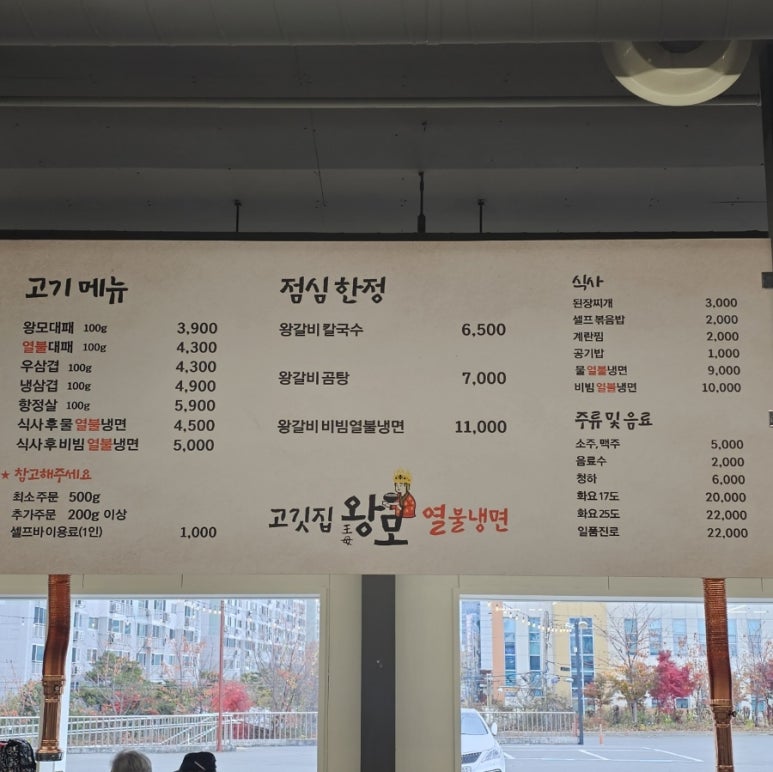 고기 메뉴
왕모대패 100g 3,900
열불대패 100g 4,300
우삼겹 100g 4,300
냉삼겹 100g 4,900
항정살 100g 5,900
식사 후 물 열불냉면 4,500
식사 후 비빔 열불냉면 5,000
★ 참고해주세요
최소 주문 500g
추가주문 200g 이상
셀프바 이용료(1인) 1,000
점심 한정
왕갈비 칼국수 6,500
왕갈비 곰탕 7,000
왕갈비 비빔열불냉면 11,000
고깃집 왕모 王母 열불냉면
식사
된장찌개 3,000
셀프 볶음밥 2,000
계란찜 2,000
공기밥 1,000
물 열불냉면 9,000
비빔 열불냉면 10,000
주류 및 음료
소주, 맥주 5,000
음료수 2,000
청하 6,000
화요 17도 20,000
화요 25도 22,000
일품진로 22,000